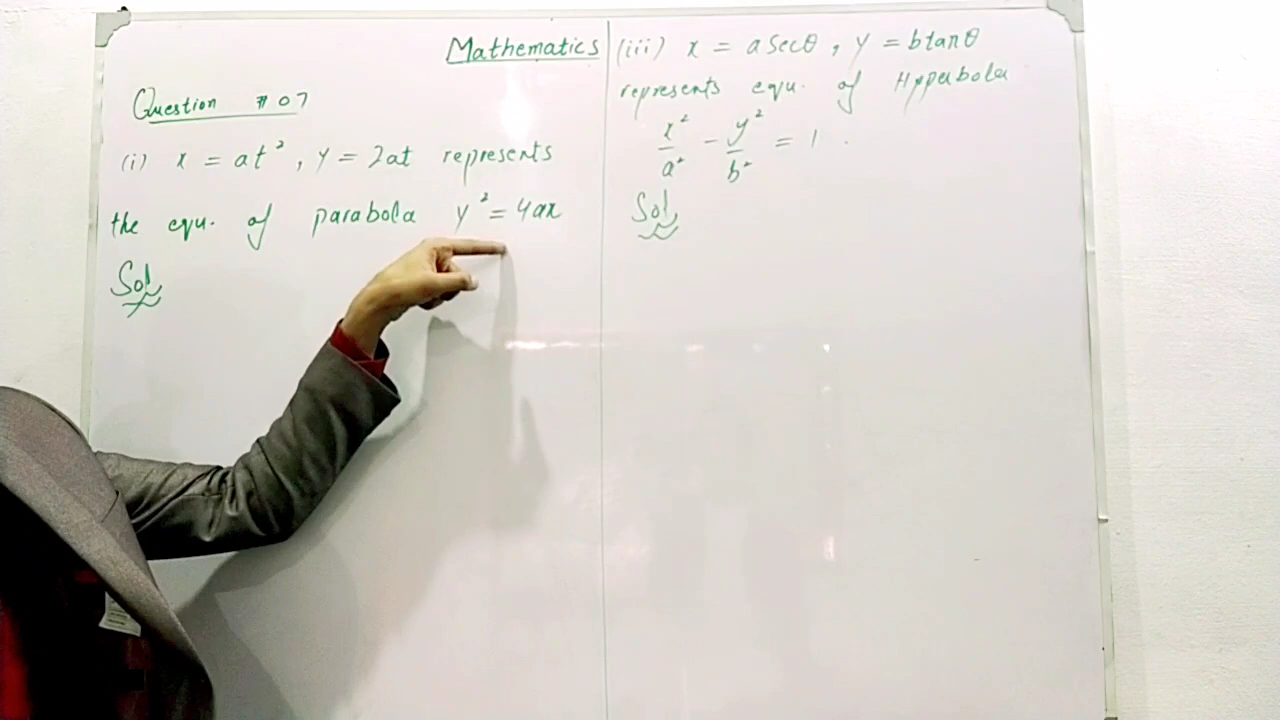 Mathematics
Question # 07
(i) x = at², y = 2at represents
the equ. of parabola y² = 4ax
Sol
(iii) x = a secθ, y = b tanθ
represents equ. of Hyperbola
x²/a² - y²/b² = 1.
Sol